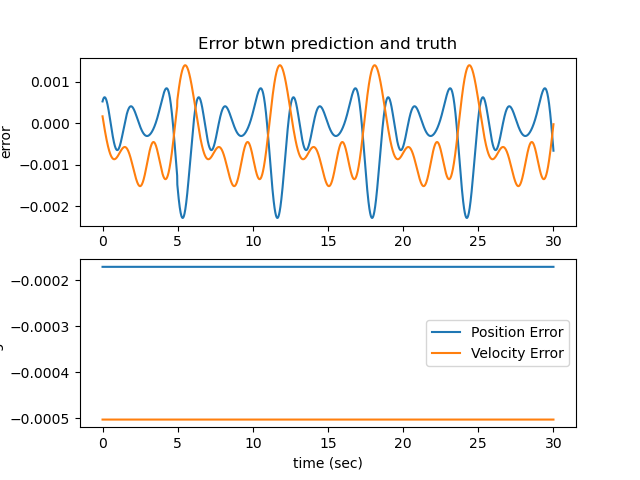 Error btwn prediction and truth
error
0.001
0.000
−0.001
−0.002
0 5 10 15 20 25 30
−0.0002
−0.0003
−0.0004
−0.0005
Position Error
Velocity Error
0 5 10 15 20 25 30
time (sec)